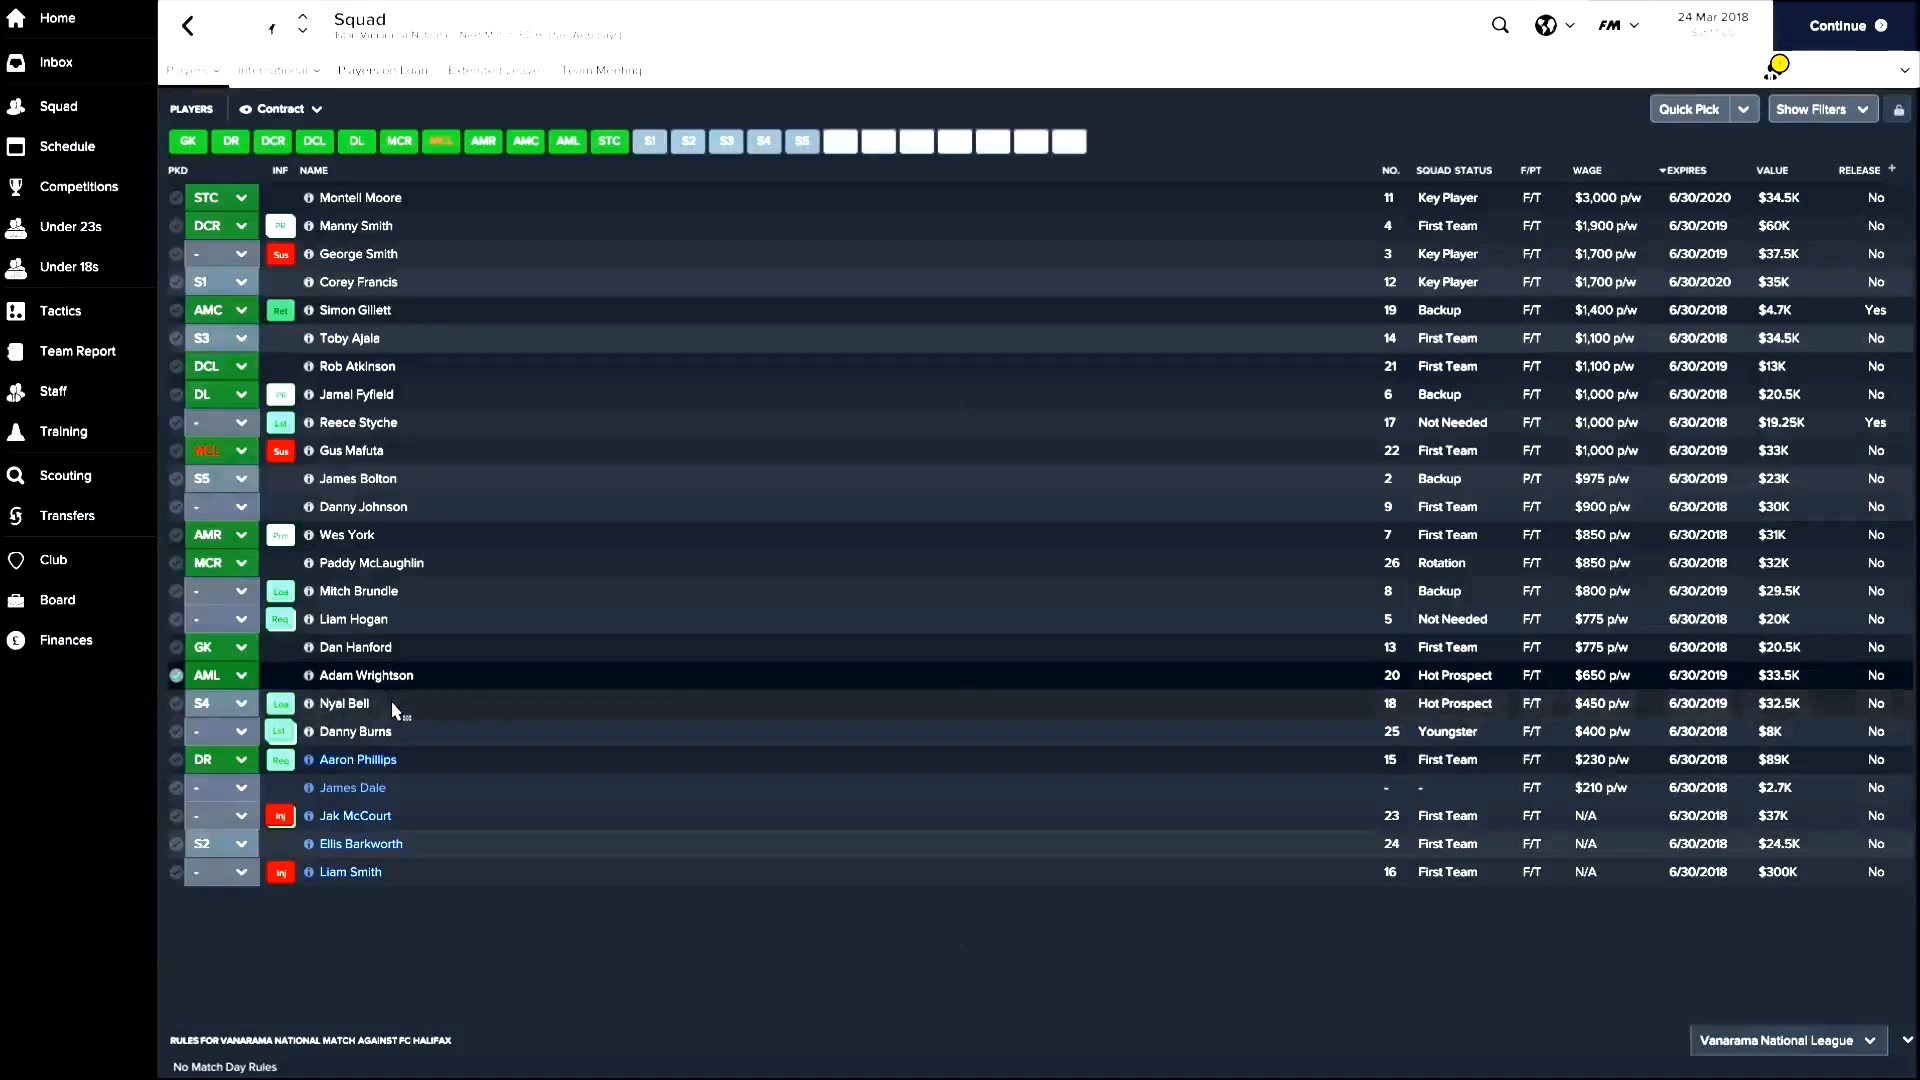 Home
Squad
24 Mar 2018
Continue
FM
Inbox
Players
International
Players on Loan
Extended Leave
Team Meeting
Squad
Schedule
Competitions
Under 23s
Under 18s
Tactics
Team Report
Staff
Training
Scouting
Transfers
Club
Board
Finances
PLAYERS Contract Quick Pick Show Filters
GK DR DCR DCL DL MCR MCL AMR AMC AML STC S1 S2 S3 S4 S5
PKD INF NAME NO. SQUAD STATUS F/PT WAGE EXPIRES VALUE RELEASE +
STC Montell Moore 11 Key Player F/T $3,000 p/w 6/30/2020 $34.5K No
DCR PR Manny Smith 4 First Team F/T $1,900 p/w 6/30/2019 $60K No
- Sus George Smith 3 Key Player F/T $1,700 p/w 6/30/2019 $37.5K No
S1 Corey Francis 12 Key Player F/T $1,700 p/w 6/30/2020 $35K No
AMC Ret Simon Gillett 19 Backup F/T $1,400 p/w 6/30/2018 $4.7K Yes
S3 Toby Ajala 14 First Team F/T $1,100 p/w 6/30/2018 $34.5K No
DCL Rob Atkinson 21 First Team F/T $1,100 p/w 6/30/2019 $13K No
DL PR Jamal Fyfield 6 Backup F/T $1,000 p/w 6/30/2018 $20.5K No
- Lst Reece Styche 17 Not Needed F/T $1,000 p/w 6/30/2018 $19.25K Yes
MCL Sus Gus Mafuta 22 First Team F/T $1,000 p/w 6/30/2019 $33K No
S5 James Bolton 2 Backup P/T $975 p/w 6/30/2019 $23K No
- Danny Johnson 9 First Team F/T $900 p/w 6/30/2019 $30K No
AMR Prm Wes York 7 First Team F/T $850 p/w 6/30/2019 $31K No
MCR Paddy McLaughlin 26 Rotation F/T $850 p/w 6/30/2019 $32K No
- Loa Mitch Brundle 8 Backup F/T $800 p/w 6/30/2019 $29.5K No
- Req Liam Hogan 5 Not Needed F/T $775 p/w 6/30/2018 $20K No
GK Dan Hanford 13 First Team F/T $775 p/w 6/30/2018 $20.5K No
AML Adam Wrightson 20 Hot Prospect F/T $650 p/w 6/30/2019 $33.5K No
S4 Loa Nyal Bell 18 Hot Prospect F/T $450 p/w 6/30/2018 $32.5K No
- Lst Danny Burns 25 Youngster F/T $400 p/w 6/30/2018 $8K No
DR Req Aaron Phillips 15 First Team F/T $230 p/w 6/30/2018 $89K No
- James Dale - - F/T $210 p/w 6/30/2018 $2.7K No
- Inj Jak McCourt 23 First Team F/T N/A 6/30/2018 $37K No
S2 Ellis Barkworth 24 First Team F/T N/A 6/30/2018 $24.5K No
- Inj Liam Smith 16 First Team F/T N/A 6/30/2018 $300K No
RULES FOR VANARAMA NATIONAL MATCH AGAINST FC HALIFAX
Vanarama National League
No Match Day Rules